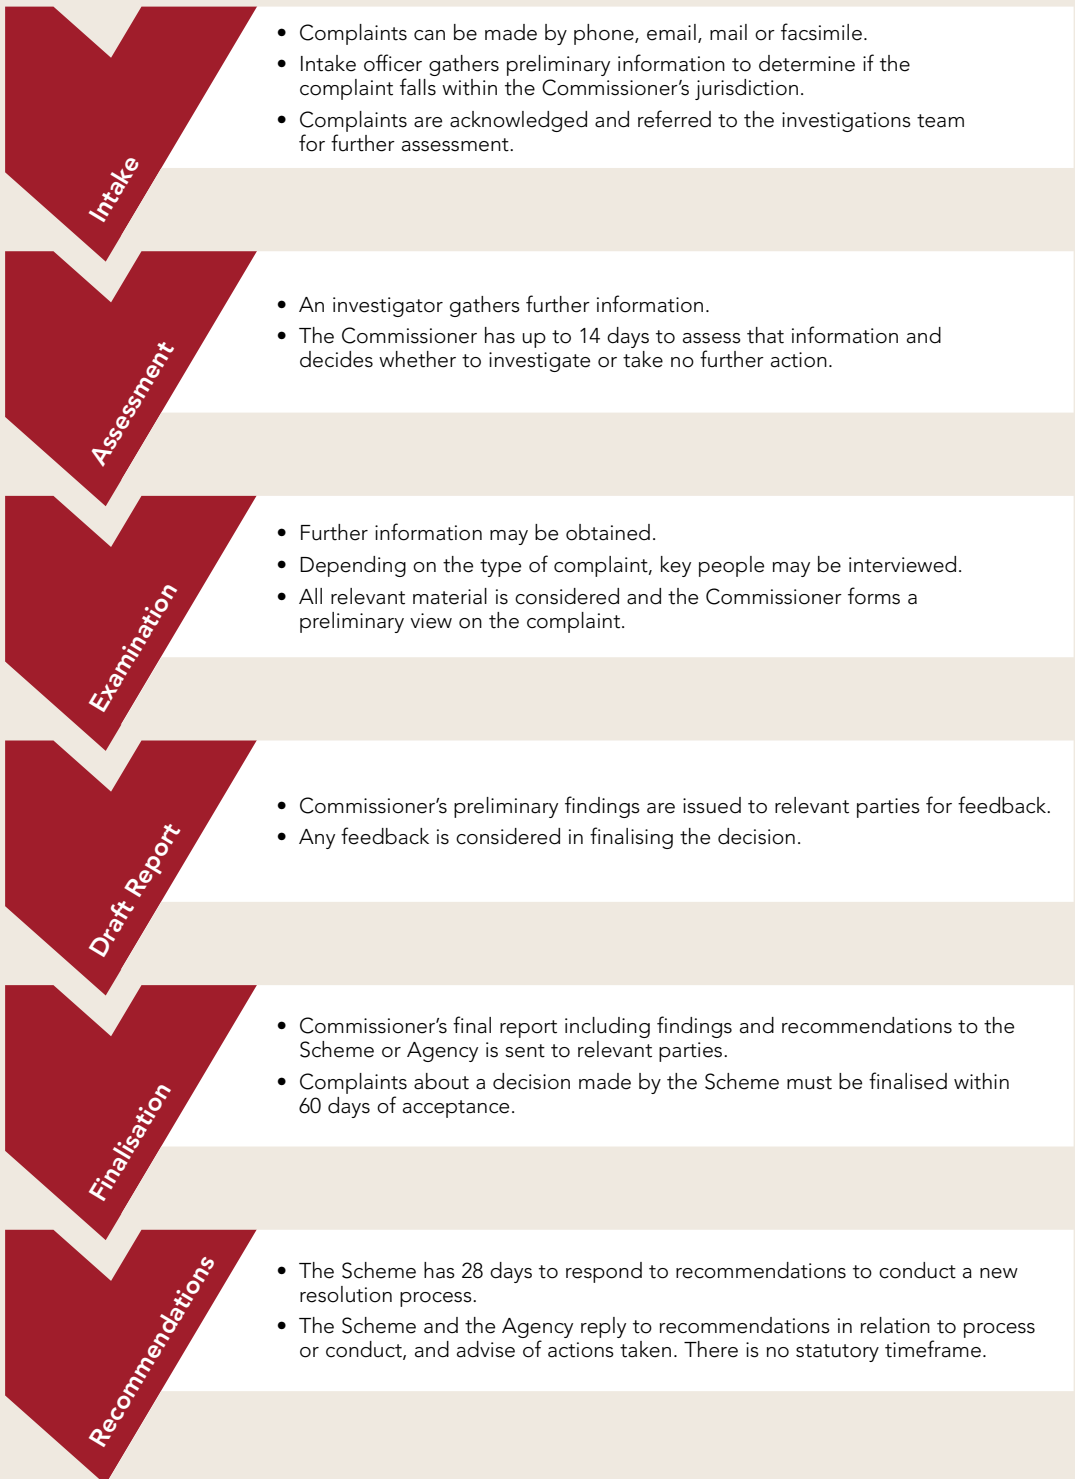 • Complaints can be made by phone, email, mail or facsimile.
• Intake officer gathers preliminary information to determine if the
complaint falls within the Commissioner’s jurisdiction.
• Complaints are acknowledged and referred to the investigations team
for further assessment.
Intake
• An investigator gathers further information.
• The Commissioner has up to 14 days to assess that information and
decides whether to investigate or take no further action.
Assessment
• Further information may be obtained.
• Depending on the type of complaint, key people may be interviewed.
• All relevant material is considered and the Commissioner forms a
preliminary view on the complaint.
Examination
• Commissioner’s preliminary findings are issued to relevant parties for feedback.
• Any feedback is considered in finalising the decision.
Draft Report
• Commissioner’s final report including findings and recommendations to the
Scheme or Agency is sent to relevant parties.
• Complaints about a decision made by the Scheme must be finalised within
60 days of acceptance.
Finalisation
• The Scheme has 28 days to respond to recommendations to conduct a new
resolution process.
• The Scheme and the Agency reply to recommendations in relation to process
or conduct, and advise of actions taken. There is no statutory timeframe.
Recommendations